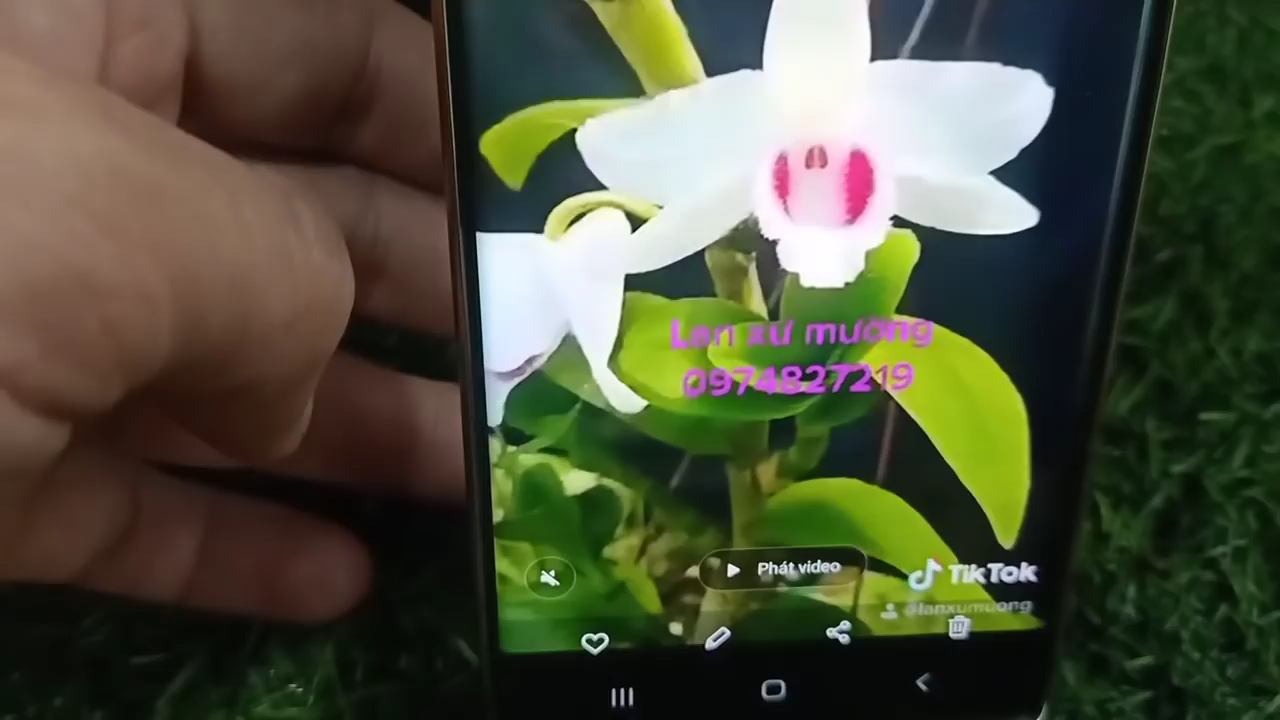 Lan xứ mường
0974827219
Phát video
TikTok
@lanxumuong